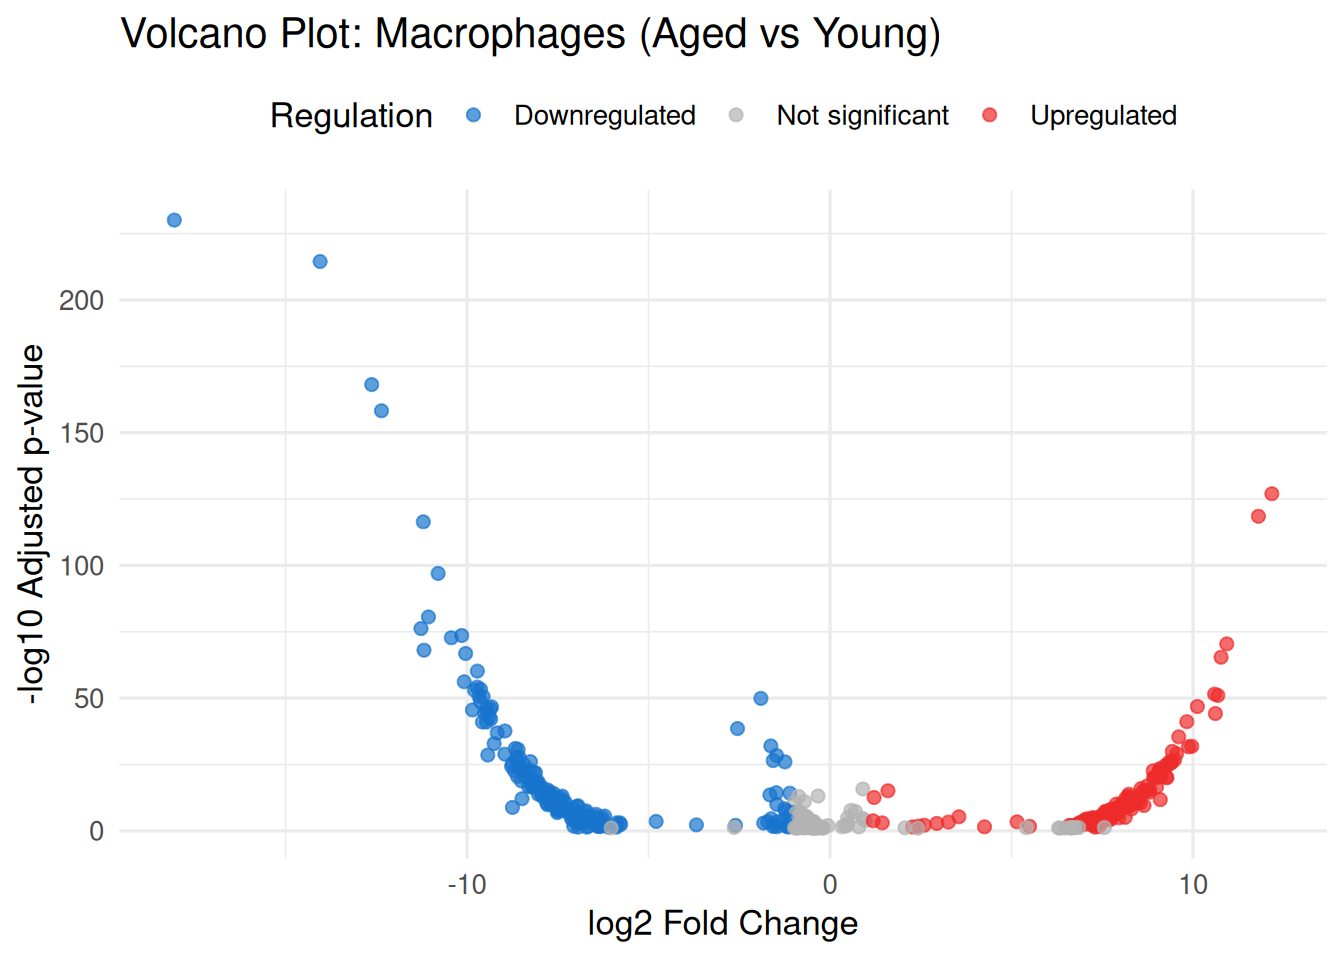 Volcano Plot: Macrophages (Aged vs Young)
Regulation Downregulated Not significant Upregulated
200
150
100
50
0
-log10 Adjusted p-value
-10 0 10
log2 Fold Change